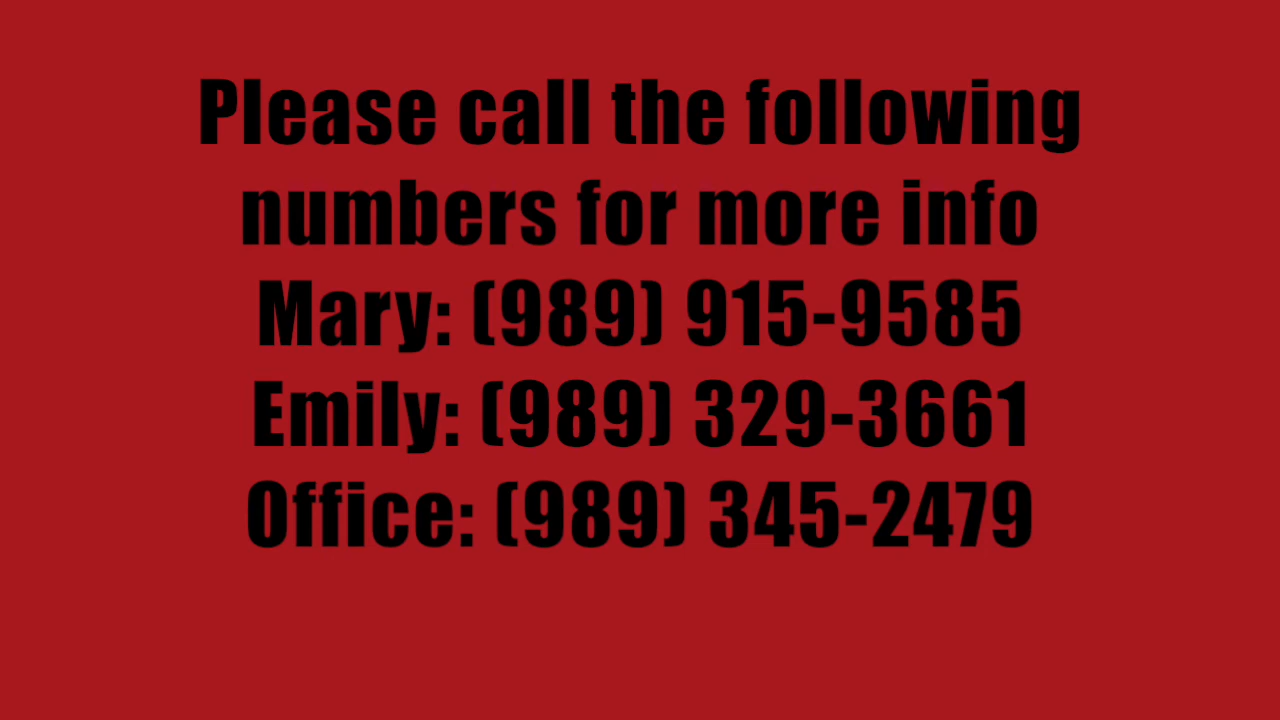 Please call the following
numbers for more info
Mary: (989) 915-9585
Emily: (989) 329-3661
Office: (989) 345-2479